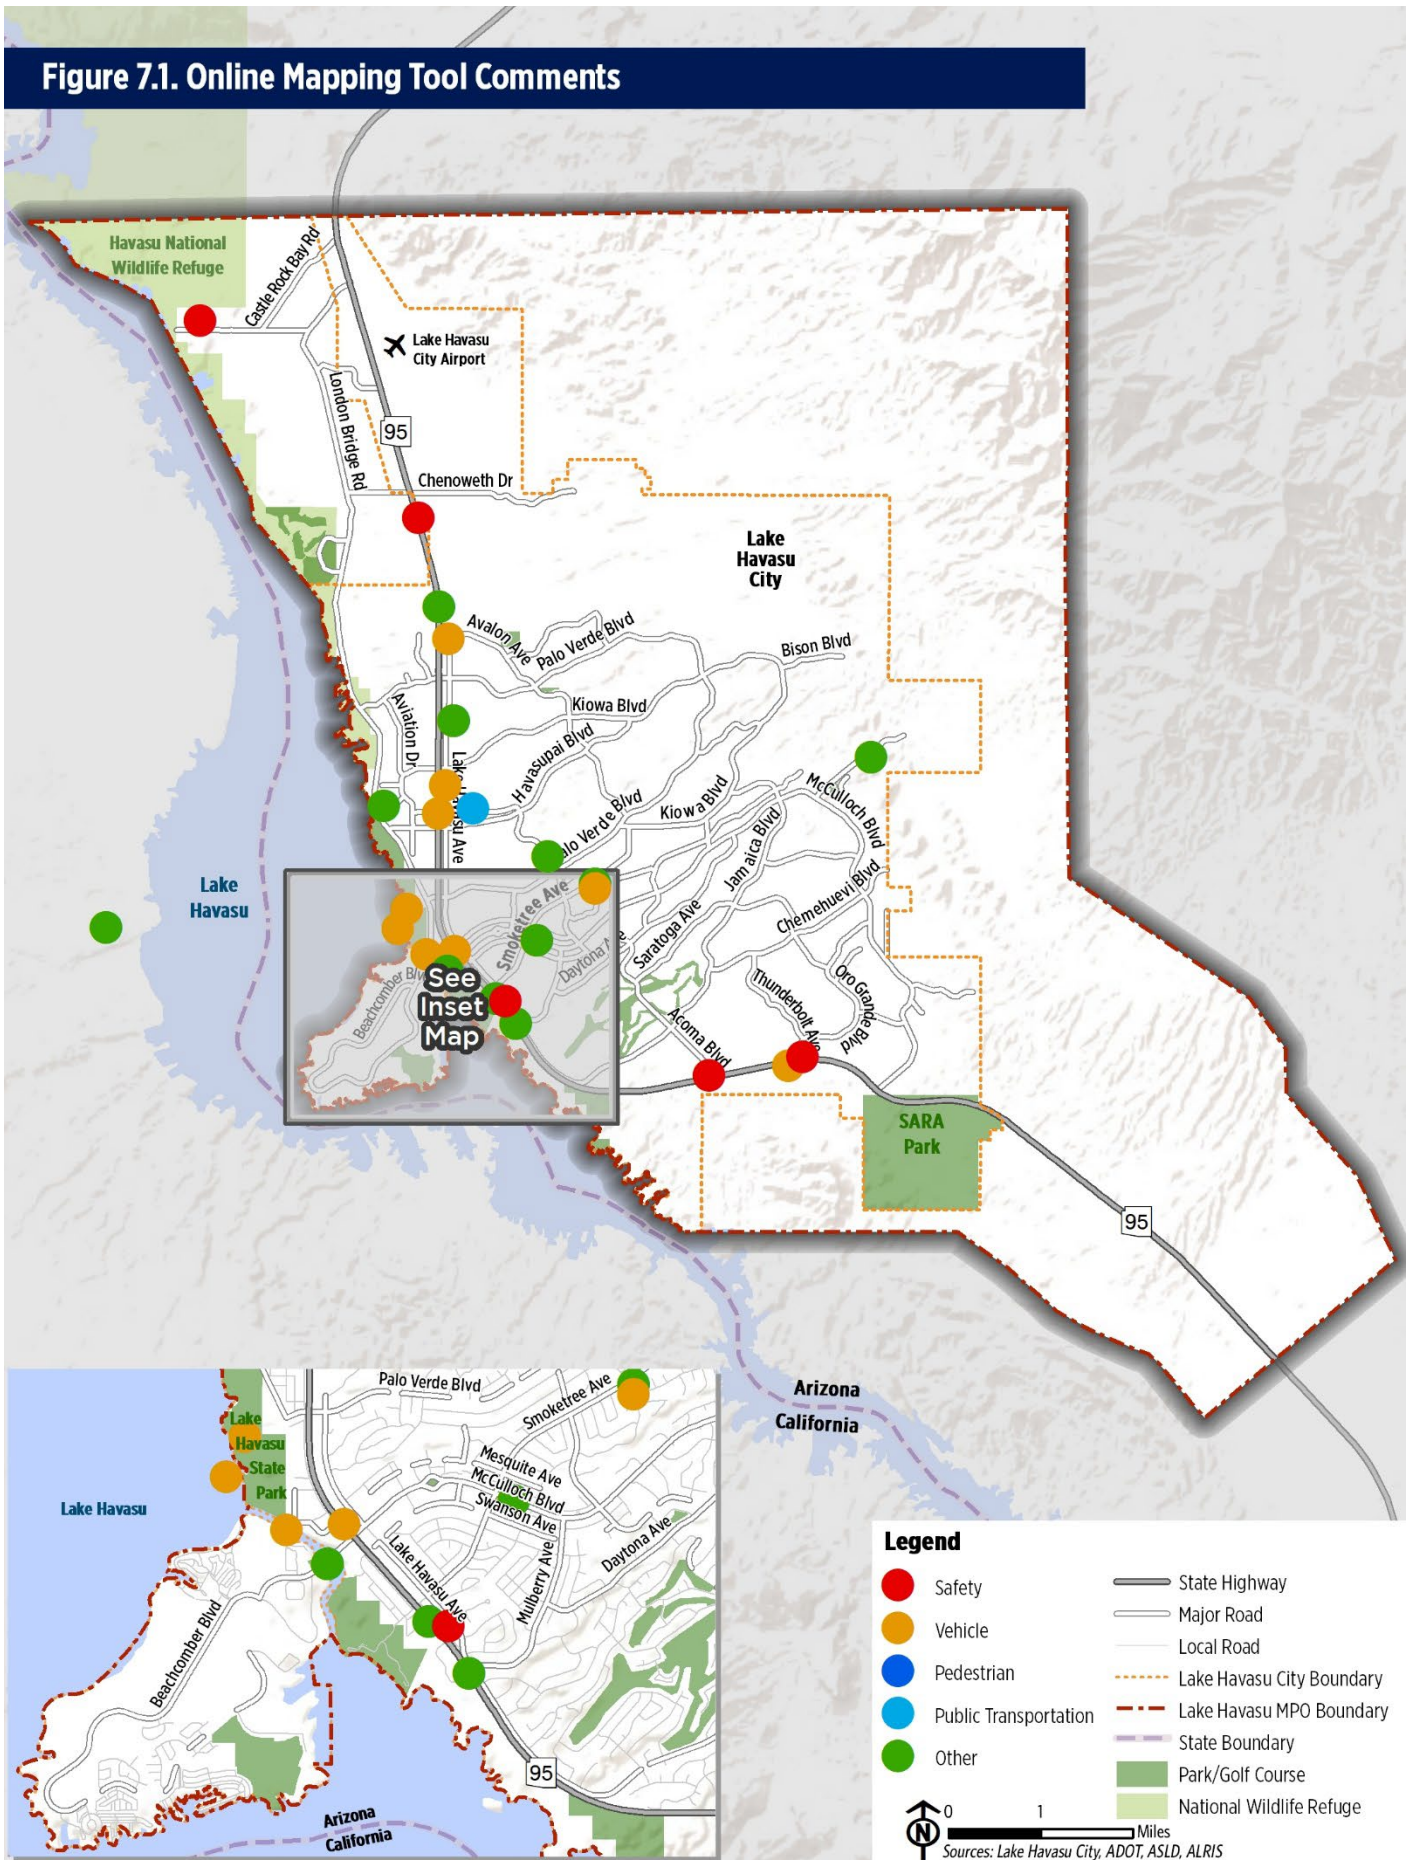 Figure 7.1. Online Mapping Tool Comments
Havasu National
Wildlife Refuge
Castle Rock Bay Rd
Lake Havasu
City Airport
London Bridge Rd
95
Chenoweth Dr
Lake
Havasu
City
Avalon Ave
Palo Verde Blvd
Bison Blvd
Kiowa Blvd
Aviation Dr
Havasupai Blvd
Lake Havasu Ave
McCulloch Blvd
Kiowa Blvd
Palo Verde Blvd
Jamaica Blvd
Lake
Havasu
Smoketree Ave
Chemehuevi Blvd
Saratoga Ave
Daytona Ave
Beachcomber Blvd
See
Inset
Map
Thunderbolt Ave
Oro Grande Blvd
Acoma Blvd
SARA
Park
95
Arizona
California
Palo Verde Blvd
Smoketree Ave
Lake
Havasu
State
Park
Mesquite Ave
McCulloch Blvd
Swanson Ave
Lake Havasu
Daytona Ave
Lake Havasu Ave
Mulberry Ave
Beachcomber Blvd
95
Arizona
California
Legend
Safety
Vehicle
Pedestrian
Public Transportation
Other
State Highway
Major Road
Local Road
Lake Havasu City Boundary
Lake Havasu MPO Boundary
State Boundary
Park/Golf Course
National Wildlife Refuge
N
0 1
Miles
Sources: Lake Havasu City, ADOT, ASLD, ALRIS